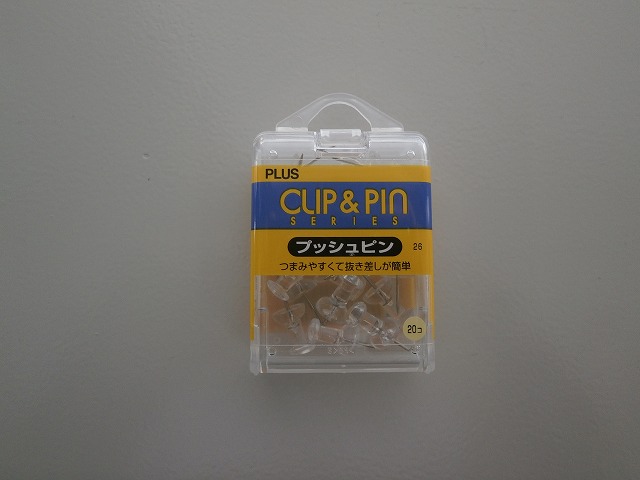 PLUS
CLIP & PIN
SERIES
プッシュピン 26
つまみやすくて抜き差しが簡単
20コ